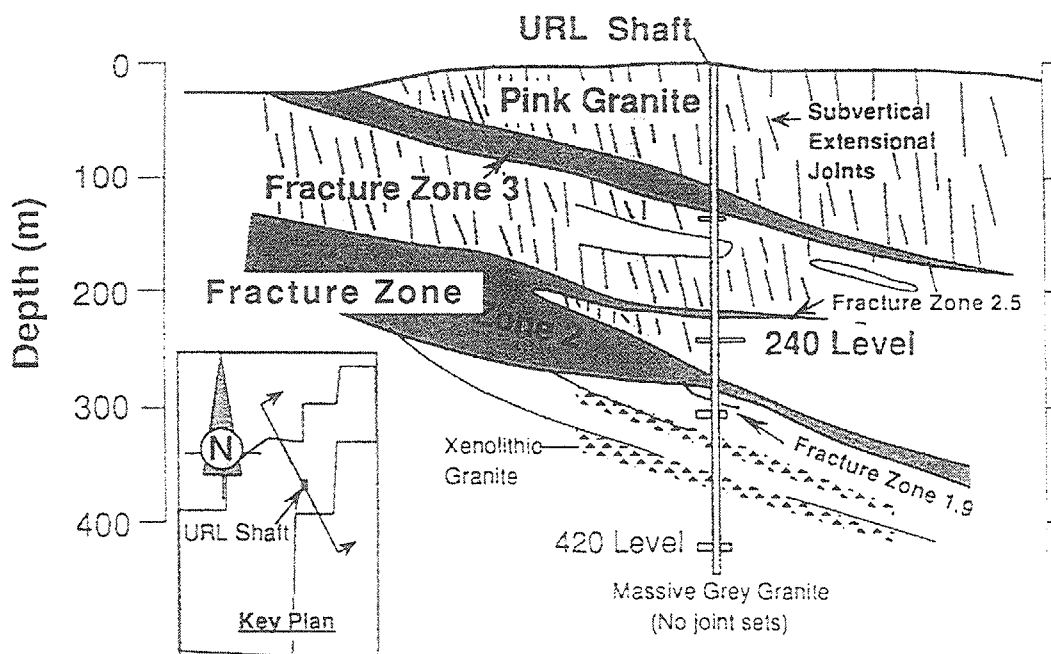 URL Shaft
0
100
200
300
400
Depth (m)
Pink Granite
Subvertical
Extensional
Joints
Fracture Zone 3
Fracture Zone
Zone 2
Fracture Zone 2.5
240 Level
Fracture Zone 1.9
Xenolithic
Granite
420 Level
Massive Grey Granite
(No joint sets)
N
URL Shaft
Key Plan